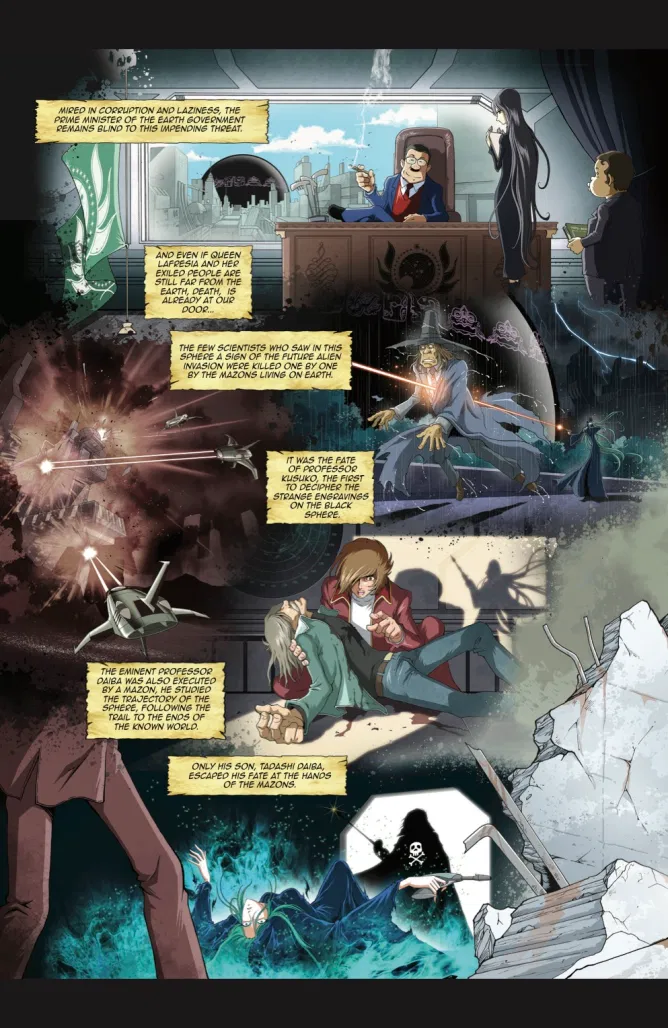 MIRED IN CORRUPTION AND LAZINESS, THE
PRIME MINISTER OF THE EARTH GOVERNMENT
REMAINS BLIND TO THIS IMPENDING THREAT.
AND EVEN IF QUEEN
LAFRESIA AND HER
EXILED PEOPLE ARE
STILL FAR FROM THE
EARTH, DEATH, IS
ALREADY AT OUR
DOOR...
THE FEW SCIENTISTS WHO SAW IN THIS
SPHERE A SIGN OF THE FUTURE ALIEN
INVASION WERE KILLED ONE BY ONE
BY THE MAZONS LIVING ON EARTH.
IT WAS THE FATE
OF PROFESSOR
KUSUKO, THE FIRST
TO DECIPHER THE
STRANGE ENGRAVINGS
ON THE BLACK
SPHERE.
THE EMINENT PROFESSOR
DAIBA WAS ALSO EXECUTED
BY A MAZON, HE STUDIED
THE TRAJECTORY OF THE
SPHERE, FOLLOWING THE
TRAIL TO THE ENDS OF
THE KNOWN WORLD.
ONLY HIS SON, TADASHI DAIBA,
ESCAPED HIS FATE AT THE HANDS
OF THE MAZONS.